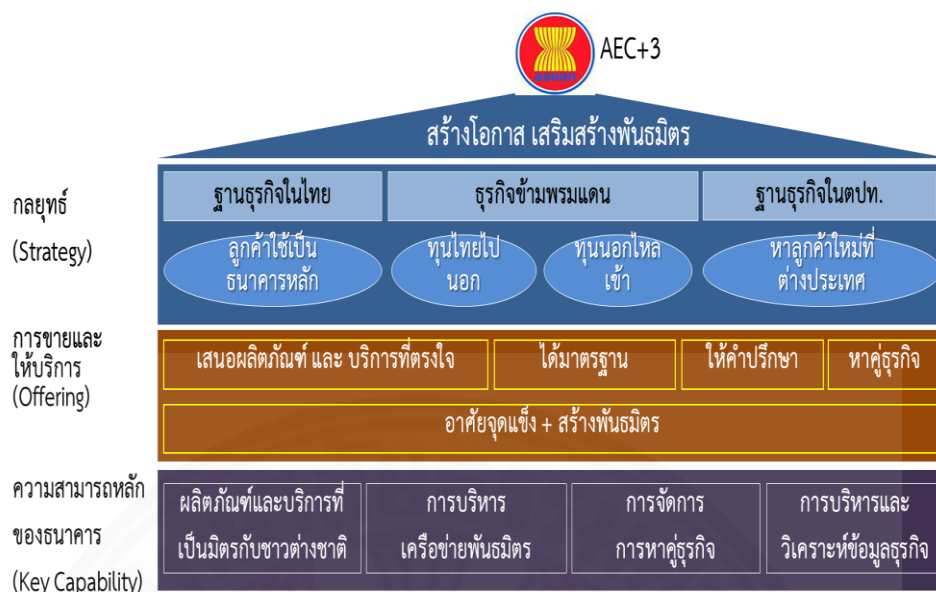 asean
AEC+3
สร้างโอกาส เสริมสร้างพันธมิตร
กลยุทธ์
(Strategy)
ฐานธุรกิจในไทย
ธุรกิจข้ามพรมแดน
ฐานธุรกิจในตปท.
ลูกค้าใช้เป็น
ธนาคารหลัก
ทุนไทยไป
นอก
ทุนนอกไหล
เข้า
หาลูกค้าใหม่ที่
ต่างประเทศ
การขายและ
ให้บริการ
(Offering)
เสนอผลิตภัณฑ์ และ บริการที่ตรงใจ
ได้มาตรฐาน
ให้คำปรึกษา
หาคู่ธุรกิจ
อาศัยจุดแข็ง + สร้างพันธมิตร
ความสามารถหลัก
ของธนาคาร
(Key Capability)
ผลิตภัณฑ์และบริการที่
เป็นมิตรกับชาวต่างชาติ
การบริหาร
เครือข่ายพันธมิตร
การจัดการ
การหาคู่ธุรกิจ
การบริหารและ
วิเคราะห์ข้อมูลธุรกิจ